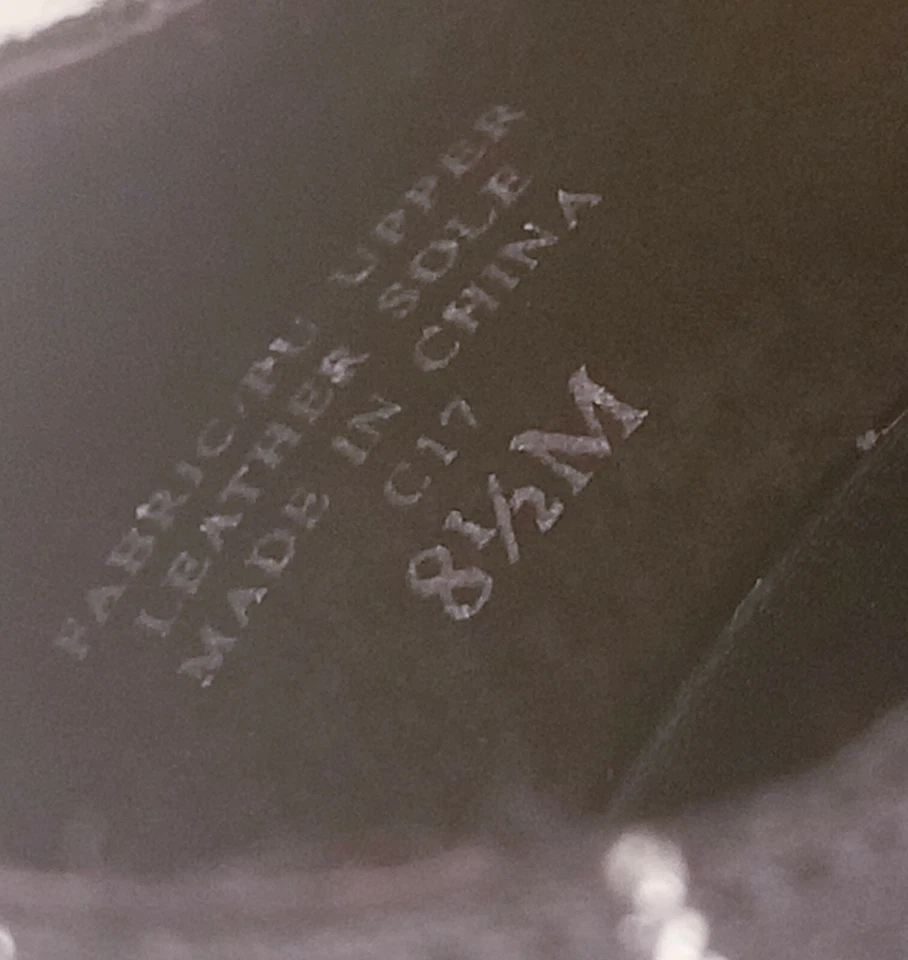 FABRIC/PU UPPER
LEATHER SOLE
MADE IN CHINA
C17
8½M